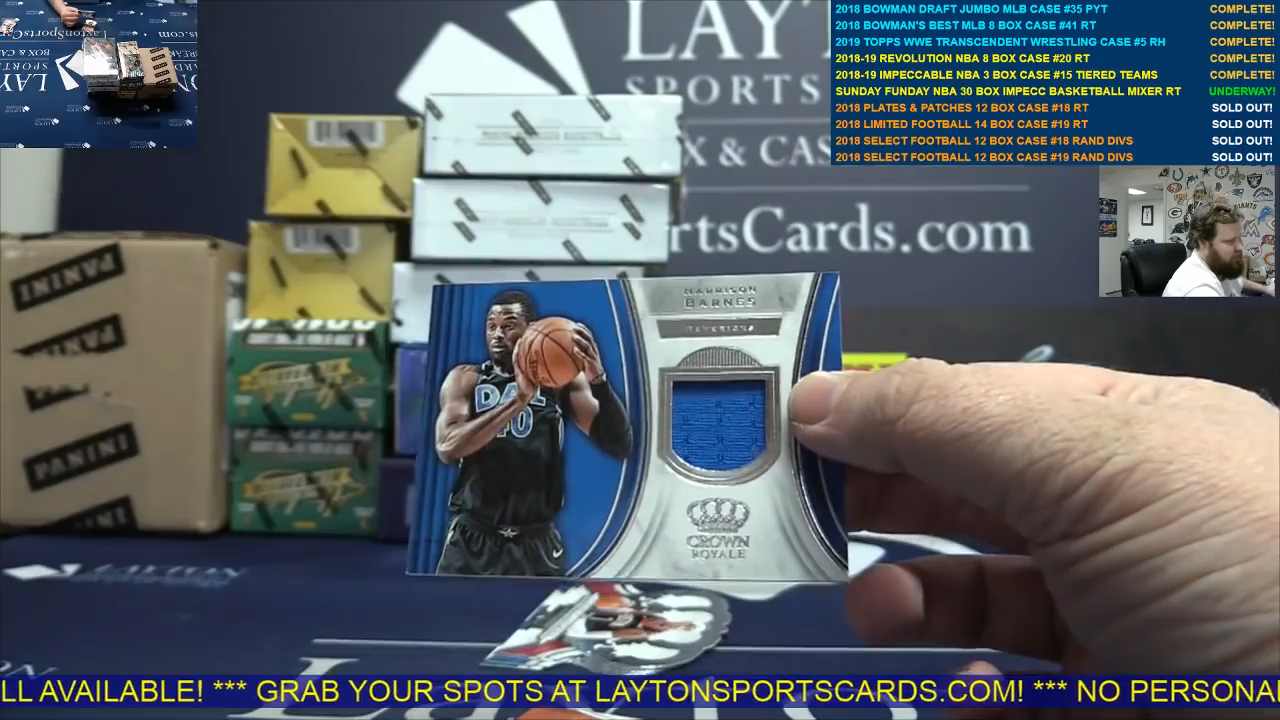 2018 BOWMAN DRAFT JUMBO MLB CASE #35 PYT COMPLETE!
2018 BOWMAN'S BEST MLB 8 BOX CASE #41 RT COMPLETE!
2019 TOPPS WWE TRANSCENDENT WRESTLING CASE #5 RH COMPLETE!
2018-19 REVOLUTION NBA 8 BOX CASE #20 RT COMPLETE!
2018-19 IMPECCABLE NBA 3 BOX CASE #15 TIERED TEAMS COMPLETE!
SUNDAY FUNDAY NBA 30 BOX IMPECC BASKETBALL MIXER RT UNDERWAY!
2018 PLATES & PATCHES 12 BOX CASE #18 RT SOLD OUT!
2018 LIMITED FOOTBALL 14 BOX CASE #19 RT SOLD OUT!
2018 SELECT FOOTBALL 12 BOX CASE #18 RAND DIVS SOLD OUT!
2018 SELECT FOOTBALL 12 BOX CASE #19 RAND DIVS SOLD OUT!
LAY
SPORTS
X & CAS
rtsCards.com
PANINI
PANINI
PANINI
HARRISON
BARNES
DAL
40
CROWN
ROYALE
LAYTON
LL AVAILABLE! *** GRAB YOUR SPOTS AT LAYTONSPORTSCARDS.COM! *** NO PERSONA